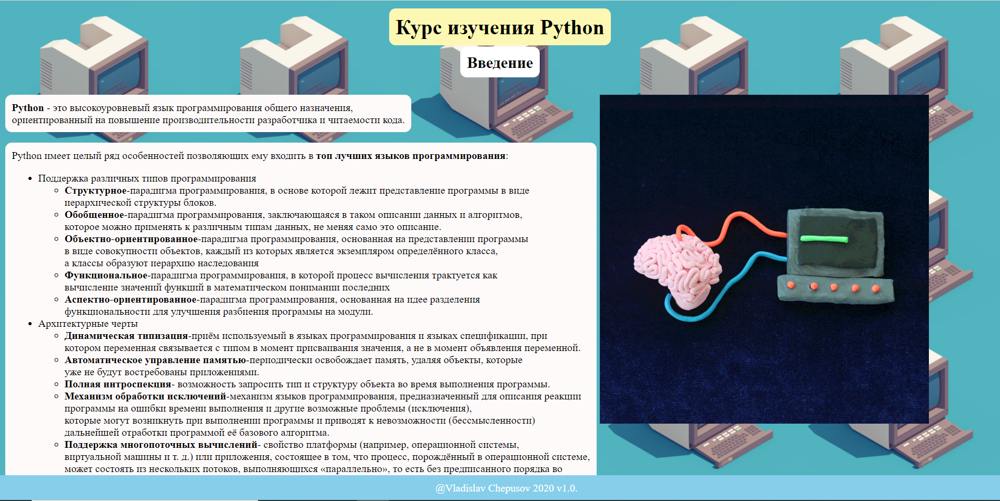 Курс изучения Python
Введение
Python - это высокоуровневый язык программирования общего назначения,
ориентированный на повышение производительности разработчика и читаемости кода.
Python имеет целый ряд особенностей позволяющих ему входить в топ лучших языков программирования:
Поддержка различных типов программирования
Структурное-парадигма программирования, в основе которой лежит представление программы в виде
иерархической структуры блоков.
Обобщенное-парадигма программирования, заключающаяся в таком описании данных и алгоритмов,
которое можно применять к различным типам данных, не меняя само это описание.
Объектно-ориентированное-парадигма программирования, основанная на представлении программы
в виде совокупности объектов, каждый из которых является экземпляром определённого класса,
а классы образуют иерархию наследования
Функциональное-парадигма программирования, в которой процесс вычисления трактуется как
вычисление значений функций в математическом понимании последних
Аспектно-ориентированное-парадигма программирования, основанная на идее разделения
функциональности для улучшения разбиения программы на модули.
Архитектурные черты
Динамическая типизация-приём используемый в языках программирования и языках спецификации, при
котором переменная связывается с типом в момент присваивания значения, а не в момент объявления переменной.
Автоматическое управление памятью-периодически освобождает память, удаляя объекты, которые
уже не будут востребованы приложениями.
Полная интроспекция- возможность запросить тип и структуру объекта во время выполнения программы.
Механизм обработки исключений-механизм языков программирования, предназначенный для описания реакции
программы на ошибки времени выполнения и другие возможные проблемы (исключения),
которые могут возникнуть при выполнении программы и приводят к невозможности (бессмысленности)
дальнейшей отработки программой её базового алгоритма.
Поддержка многопоточных вычислений- свойство платформы (например, операционной системы,
виртуальной машины и т. д.) или приложения, состоящее в том, что процесс, порождённый в операционной системе,
может состоять из нескольких потоков, выполняющихся «параллельно», то есть без предписанного порядка во
@Vladislav Chepusov 2020 v1.0.